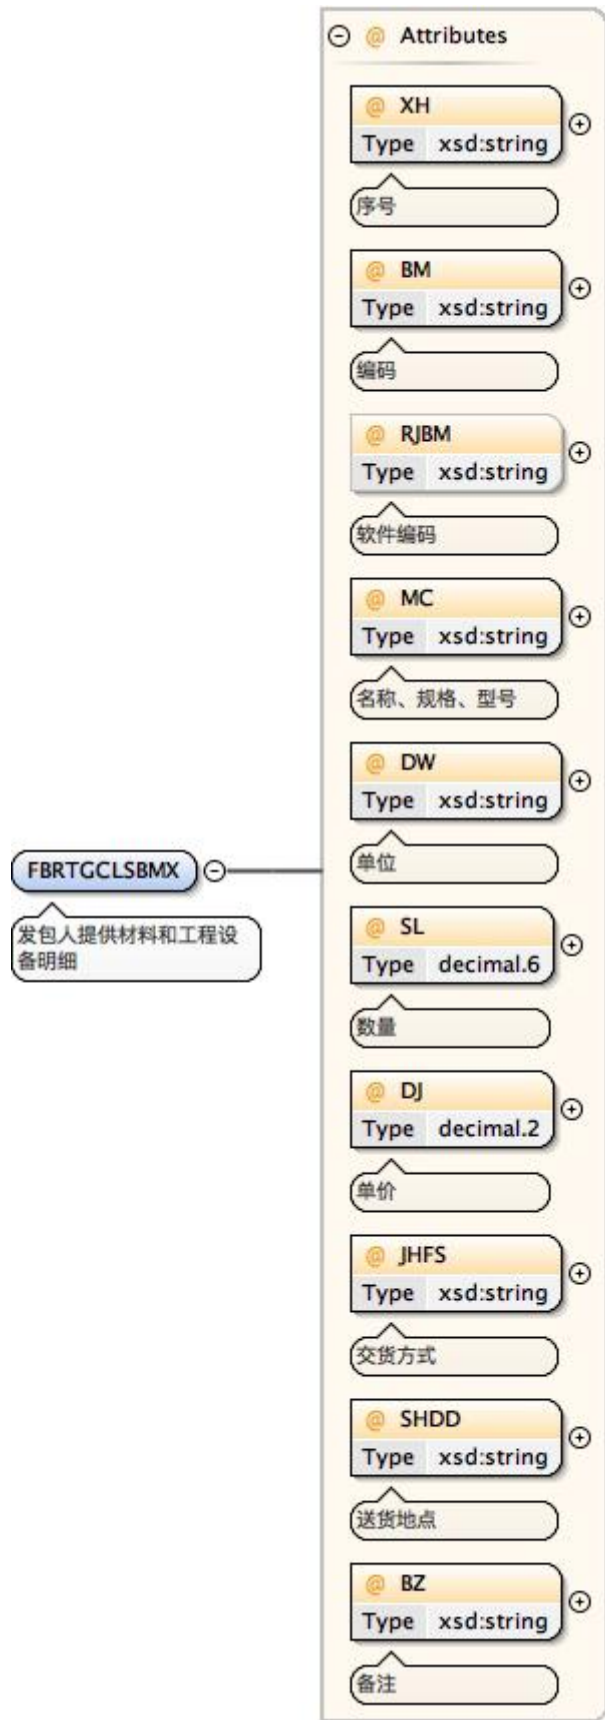 Attributes
@ XH
Type xsd:string
序号
@ BM
Type xsd:string
编码
@ RJBM
Type xsd:string
软件编码
@ MC
Type xsd:string
名称、规格、型号
@ DW
Type xsd:string
单位
FBRTGCLSBMX
发包人提供材料和工程设
备明细
@ SL
Type decimal.6
数量
@ DJ
Type decimal.2
单价
@ JHFS
Type xsd:string
交货方式
@ SHDD
Type xsd:string
送货地点
@ BZ
Type xsd:string
备注